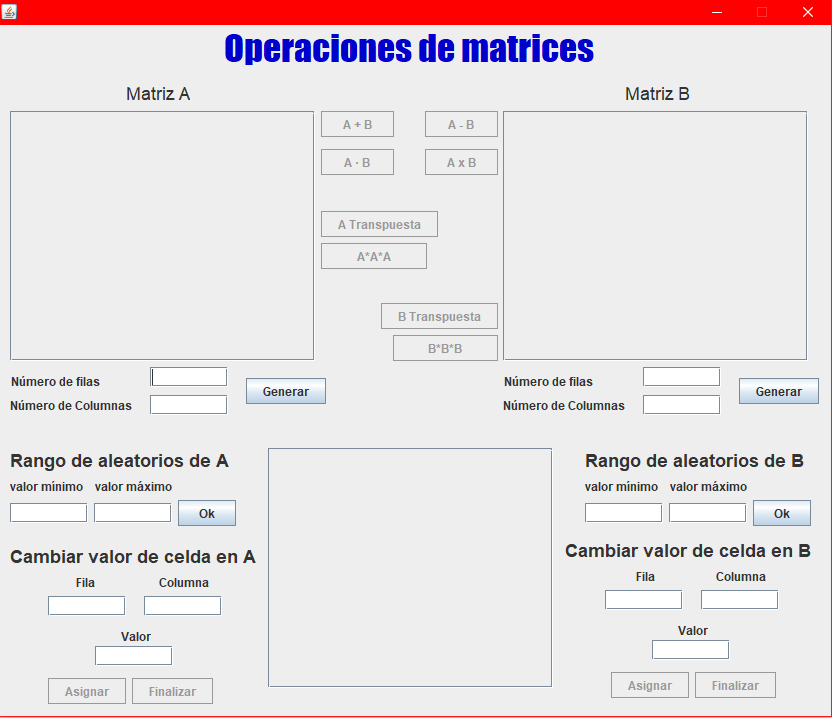 Operaciones de matrices
Matriz A
Matriz B
A + B
A - B
A · B
A x B
A Transpuesta
A*A*A
B Transpuesta
B*B*B
Número de filas
Número de Columnas
Generar
Número de filas
Número de Columnas
Generar
Rango de aleatorios de A
valor mínimo valor máximo
Ok
Cambiar valor de celda en A
Fila Columna
Valor
Asignar Finalizar
Rango de aleatorios de B
valor mínimo valor máximo
Ok
Cambiar valor de celda en B
Fila Columna
Valor
Asignar Finalizar